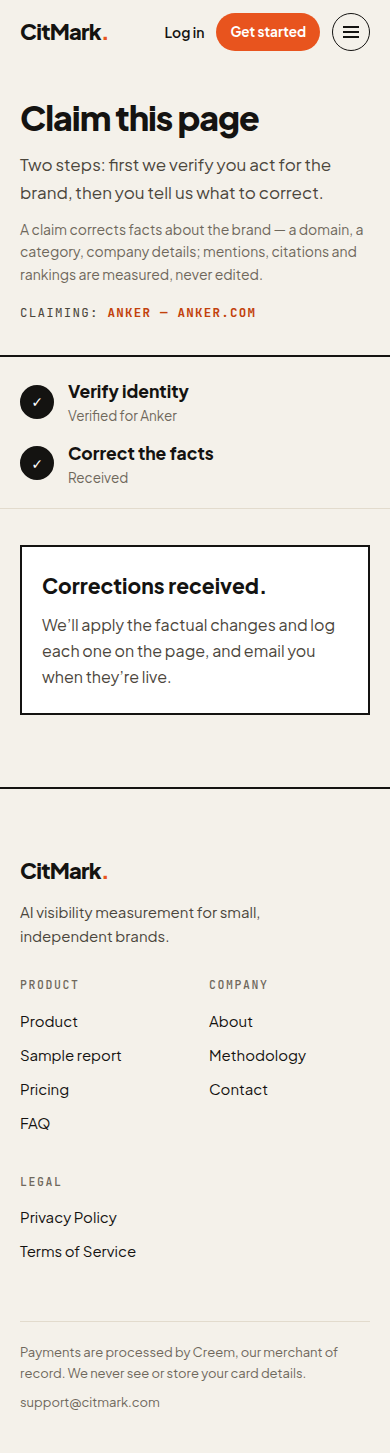 CitMark.
Log in
Get started
Claim this page
Two steps: first we verify you act for the
brand, then you tell us what to correct.
A claim corrects facts about the brand — a domain, a
category, company details; mentions, citations and
rankings are measured, never edited.
CLAIMING: ANKER — ANKER.COM
✓ Verify identity
Verified for Anker
✓ Correct the facts
Received
Corrections received.
We’ll apply the factual changes and log
each one on the page, and email you
when they’re live.
CitMark.
AI visibility measurement for small,
independent brands.
PRODUCT
Product
Sample report
Pricing
FAQ
COMPANY
About
Methodology
Contact
LEGAL
Privacy Policy
Terms of Service
Payments are processed by Creem, our merchant of
record. We never see or store your card details.
support@citmark.com